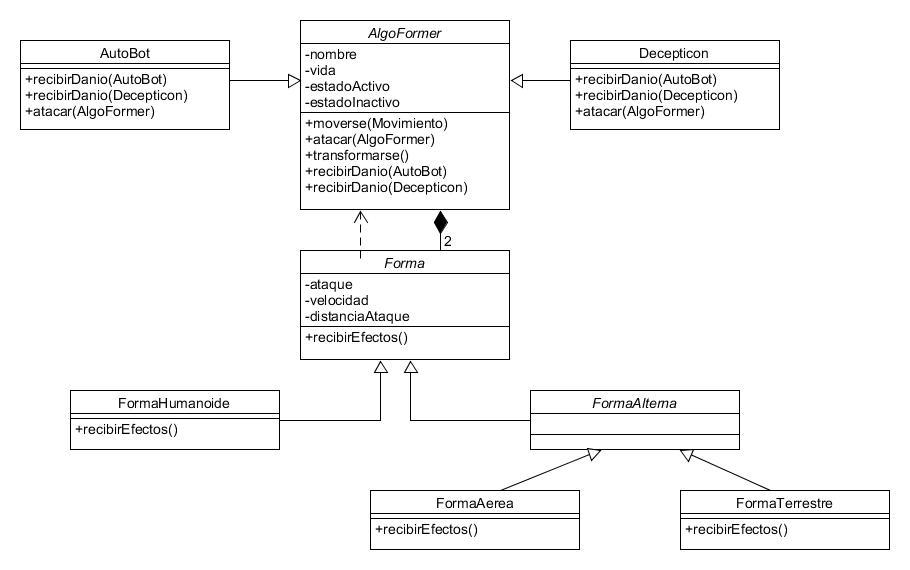 AlgoFormer
-nombre
-vida
-estadoActivo
-estadoInactivo
+moverse(Movimiento)
+atacar(AlgoFormer)
+transformarse()
+recibirDanio(AutoBot)
+recibirDanio(Decepticon)
AutoBot
+recibirDanio(AutoBot)
+recibirDanio(Decepticon)
+atacar(AlgoFormer)
Decepticon
+recibirDanio(AutoBot)
+recibirDanio(Decepticon)
+atacar(AlgoFormer)
2
Forma
-ataque
-velocidad
-distanciaAtaque
+recibirEfectos()
FormaHumanoide
+recibirEfectos()
FormaAlterna
FormaAerea
+recibirEfectos()
FormaTerrestre
+recibirEfectos()